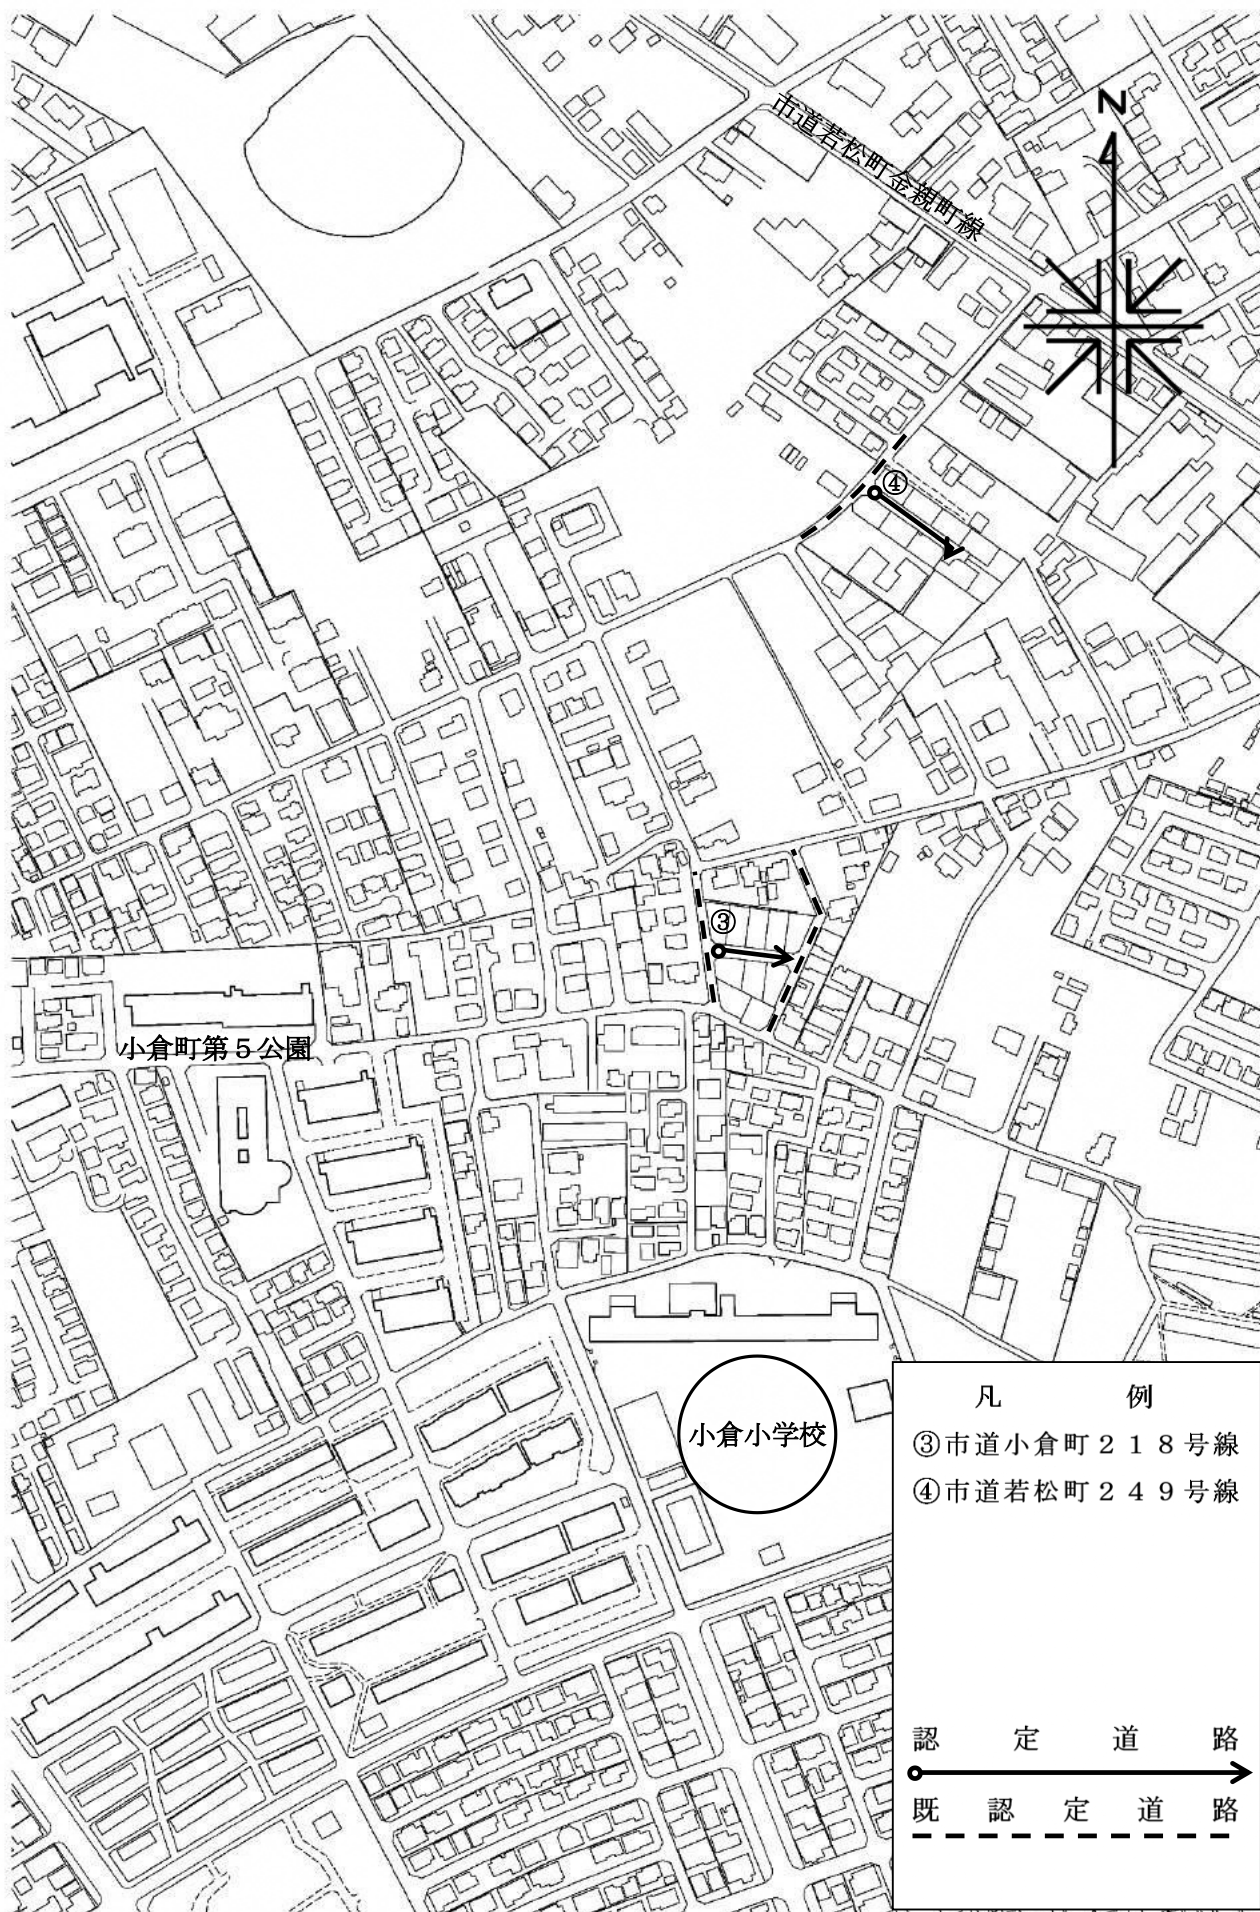 N
市道若松町金親町線
④
③
小倉町第5公園
小倉小学校
凡例
③市道小倉町218号線
④市道若松町249号線
認定道路
既認定道路